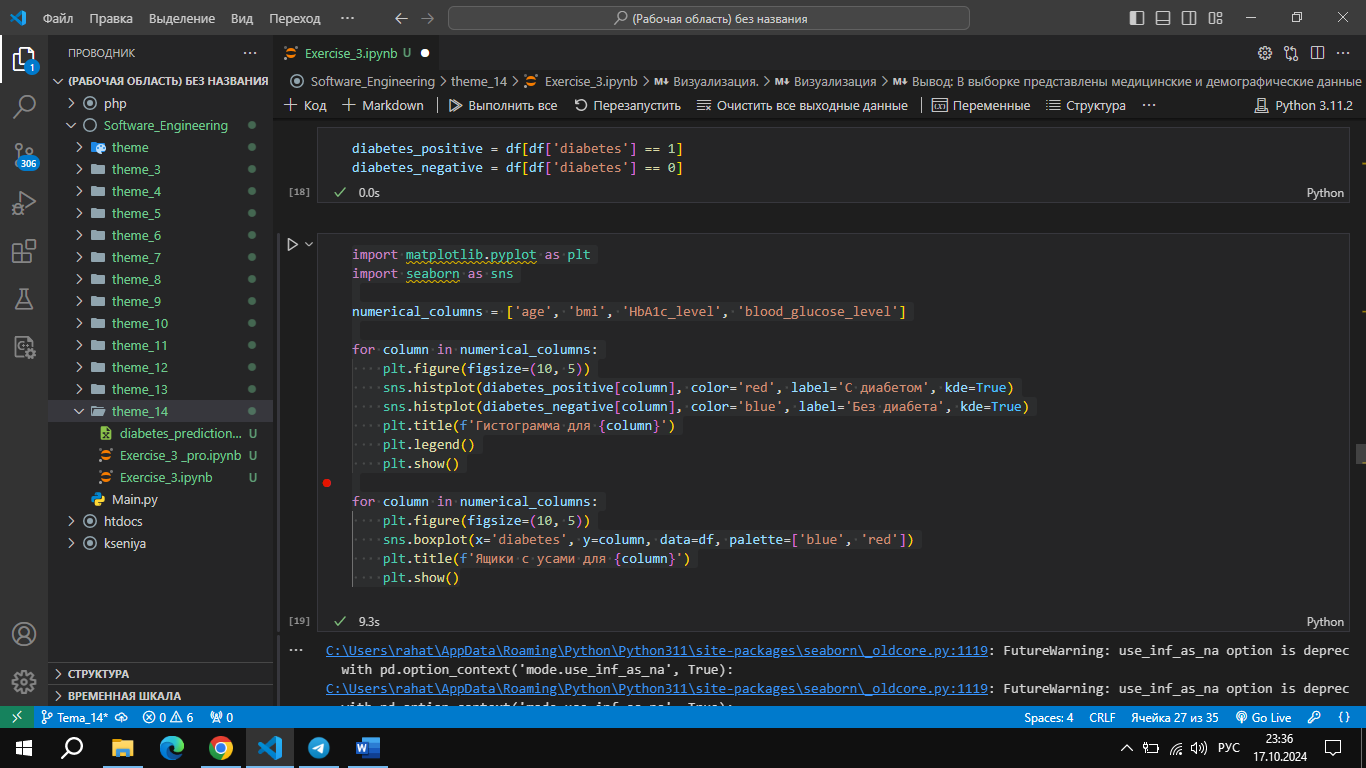 Файл Правка Выделение Вид Переход ··· (Рабочая область) без названия
ПРОВОДНИК ···
(РАБОЧАЯ ОБЛАСТЬ) БЕЗ НАЗВАНИЯ
php
Software_Engineering
theme
theme_3
theme_4
theme_5
theme_6
theme_7
theme_8
theme_9
theme_10
theme_11
theme_12
theme_13
theme_14
diabetes_prediction... U
Exercise_3 _pro.ipynb U
Exercise_3.ipynb U
Main.py
htdocs
kseniya
СТРУКТУРА
ВРЕМЕННАЯ ШКАЛА
1
306
Exercise_3.ipynb U
Software_Engineering > theme_14 > Exercise_3.ipynb > M↓ Визуализация. > M↓ Визуализация > M↓ Вывод: В выборке представлены медицинские и демографические данные
Код Markdown Выполнить все Перезапустить Очистить все выходные данные Переменные Структура ··· Python 3.11.2
diabetes_positive = df[df['diabetes'] == 1]
diabetes_negative = df[df['diabetes'] == 0]
[18] 0.0s Python
import matplotlib.pyplot as plt
import seaborn as sns
numerical_columns = ['age', 'bmi', 'HbA1c_level', 'blood_glucose_level']
for column in numerical_columns:
plt.figure(figsize=(10, 5))
sns.histplot(diabetes_positive[column], color='red', label='С диабетом', kde=True)
sns.histplot(diabetes_negative[column], color='blue', label='Без диабета', kde=True)
plt.title(f'Гистограмма для {column}')
plt.legend()
plt.show()
for column in numerical_columns:
plt.figure(figsize=(10, 5))
sns.boxplot(x='diabetes', y=column, data=df, palette=['blue', 'red'])
plt.title(f'Ящики с усами для {column}')
plt.show()
[19] 9.3s Python
··· C:\Users\rahat\AppData\Roaming\Python\Python311\site-packages\seaborn\_oldcore.py:1119: FutureWarning: use_inf_as_na option is deprec
with pd.option_context('mode.use_inf_as_na', True):
C:\Users\rahat\AppData\Roaming\Python\Python311\site-packages\seaborn\_oldcore.py:1119: FutureWarning: use_inf_as_na option is deprec
with pd.option_context('mode.use_inf_as_na', True):
Tema_14* 0 6 0 Spaces: 4 CRLF Ячейка 27 из 35 Go Live {}
РУС 23:36
17.10.2024